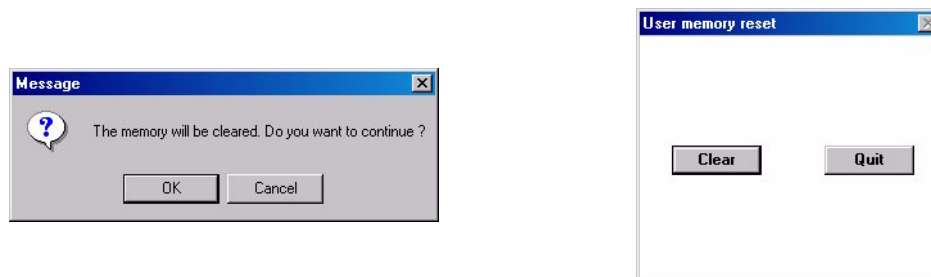 Message
The memory will be cleared. Do you want to continue ?
OK Cancel
User memory reset
Clear Quit